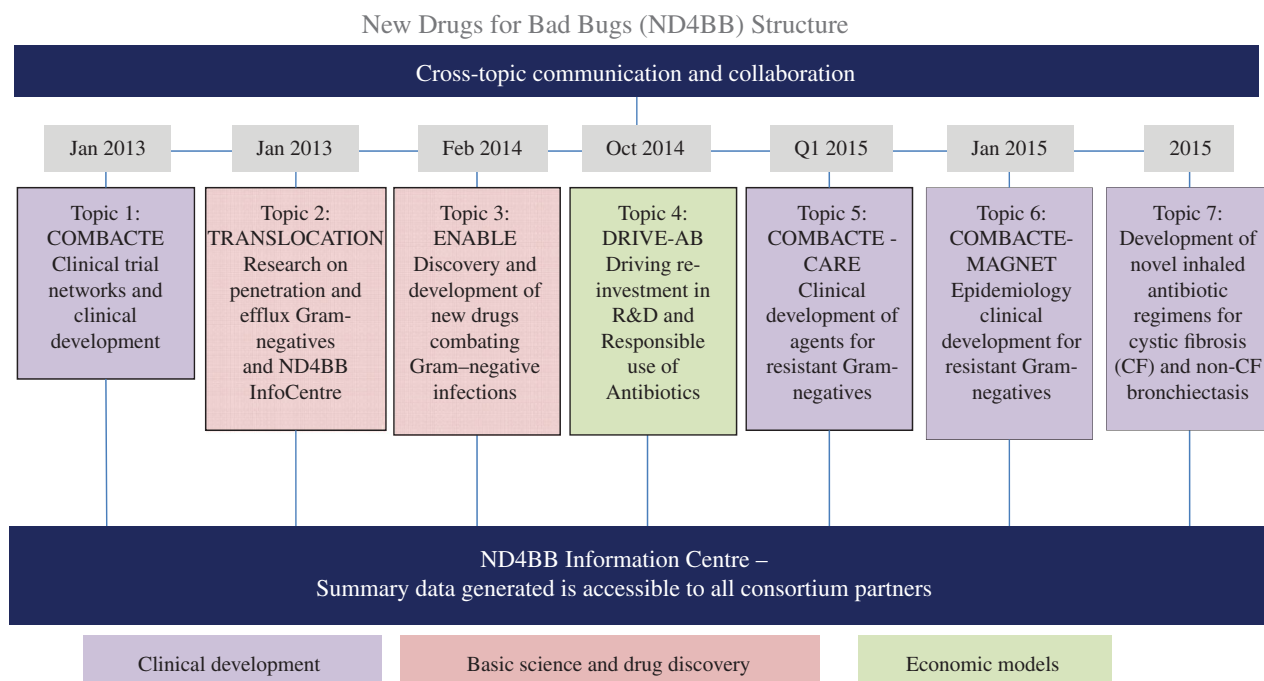 New Drugs for Bad Bugs (ND4BB) Structure
Cross-topic communication and collaboration
Jan 2013
Jan 2013
Feb 2014
Oct 2014
Q1 2015
Jan 2015
2015
Topic 1:
COMBACTE
Clinical trial
networks and
clinical
development
Topic 2:
TRANSLOCATION
Research on
penetration and
efflux Gram-
negatives
and ND4BB
InfoCentre
Topic 3:
ENABLE
Discovery and
development of
new drugs
combating
Gram–negative
infections
Topic 4:
DRIVE-AB
Driving re-
investment in
R&D and
Responsible
use of
Antibiotics
Topic 5:
COMBACTE -
CARE
Clinical
development of
agents for
resistant Gram-
negatives
Topic 6:
COMBACTE-
MAGNET
Epidemiology
clinical
development for
resistant Gram-
negatives
Topic 7:
Development of
novel inhaled
antibiotic
regimens for
cystic fibrosis
(CF) and non-CF
bronchiectasis
ND4BB Information Centre –
Summary data generated is accessible to all consortium partners
Clinical development
Basic science and drug discovery
Economic models